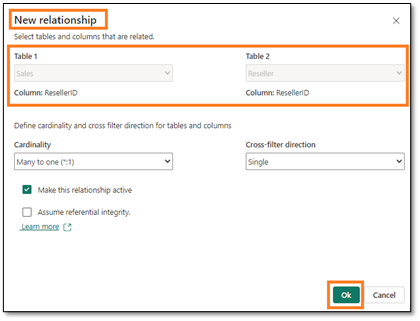 New relationship
Select tables and columns that are related.
Table 1 Table 2
Sales Reseller
Column: ResellerID Column: ResellerID
Define cardinality and cross filter direction for tables and columns
Cardinality Cross-filter direction
Many to one (*:1) Single
Make this relationship active
Assume referential integrity.
Learn more
Ok Cancel